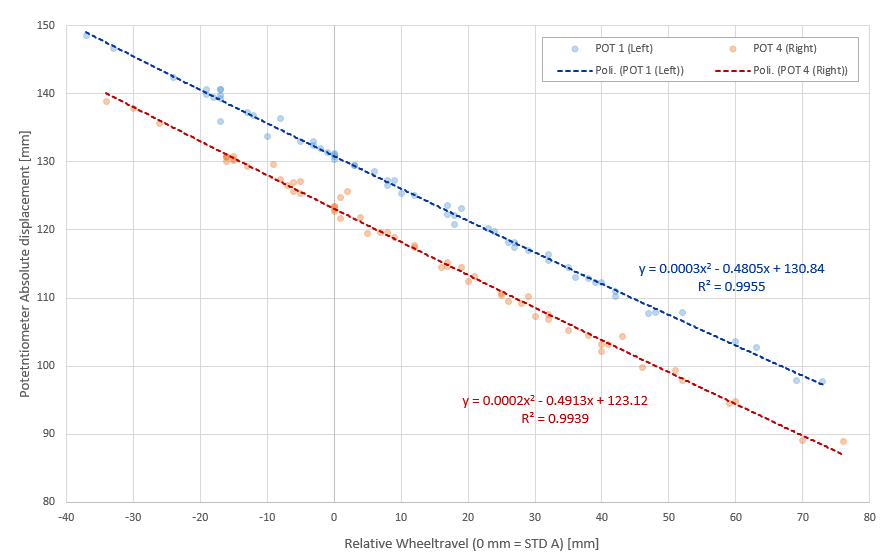 150
140
130
120
110
100
90
80
-40 -30 -20 -10 0 10 20 30 40 50 60 70 80
Potetntiometer Absolute displacement [mm]
Relative Wheeltravel (0 mm = STD A) [mm]
POT 1 (Left) POT 4 (Right)
Poli. (POT 1 (Left)) Poli. (POT 4 (Right))
y = 0.0003x² - 0.4805x + 130.84
R² = 0.9955
y = 0.0002x² - 0.4913x + 123.12
R² = 0.9939